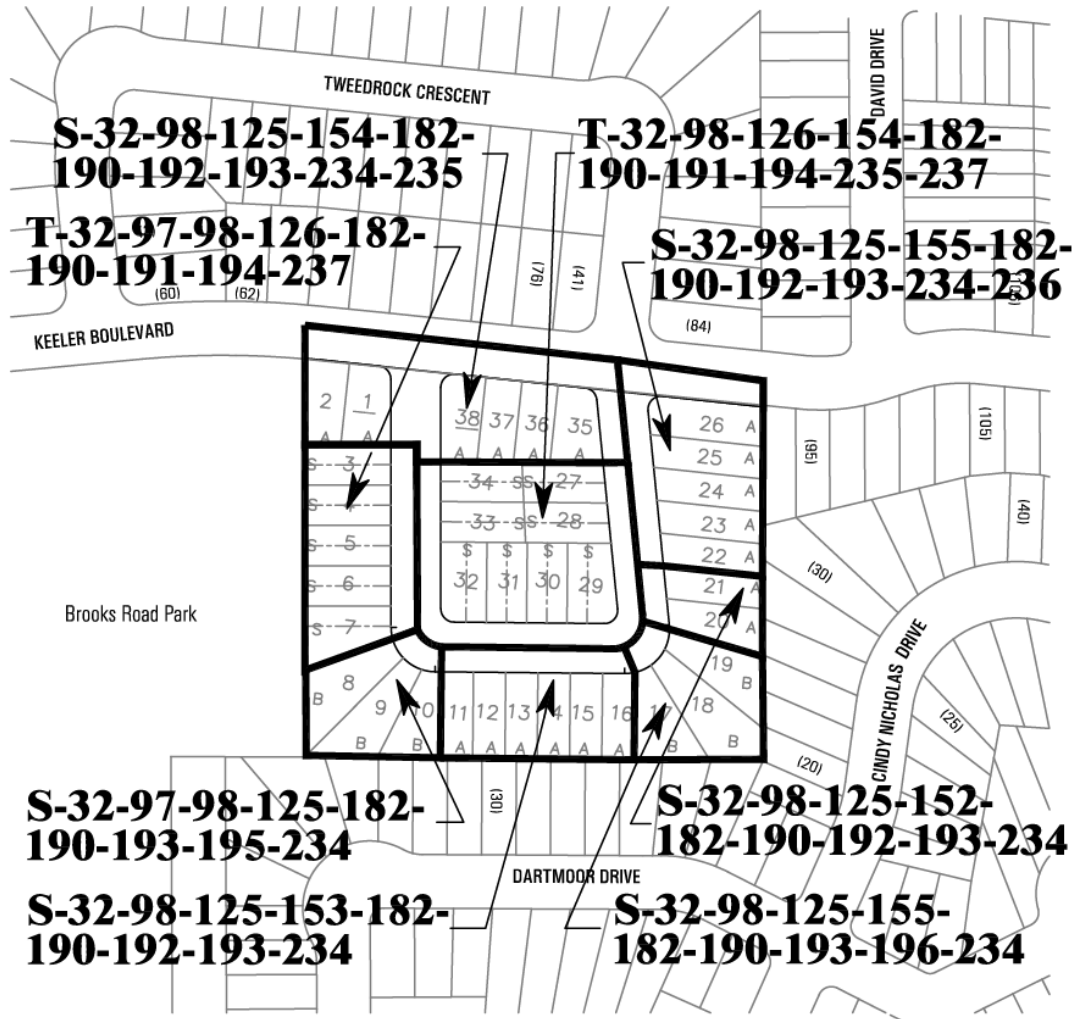 TWEEDROCK CRESCENT
DAVID DRIVE
S-32-98-125-154-182-
190-192-193-234-235
T-32-98-126-154-182-
190-191-194-235-237
T-32-97-98-126-182-
190-191-194-237
S-32-98-125-155-182-
190-192-193-234-236
(60)
(62)
(76)
(41)
(84)
KEELER BOULEVARD
2
1
A
A
38
37
36
35
A
A
A
A
26 A
25 A
24 A
23 A
22 A
21 A
20 A
(95)
(105)
(40)
(30)
S 3
S
S 5
S 6
S 7
34 S
S 27
33 S
S 28
S
S
S
S
32
31
30
29
Brooks Road Park
8
B
9
B
10
B
11
12
13
14
15
16
A
A
A
A
A
A
17
B
18
B
19
B
CINDY NICHOLAS DRIVE
(25)
(20)
(30)
S-32-97-98-125-182-
190-193-195-234
S-32-98-125-152-
182-190-192-193-234
DARTMOOR DRIVE
S-32-98-125-153-182-
190-192-193-234
S-32-98-125-155-
182-190-193-196-234